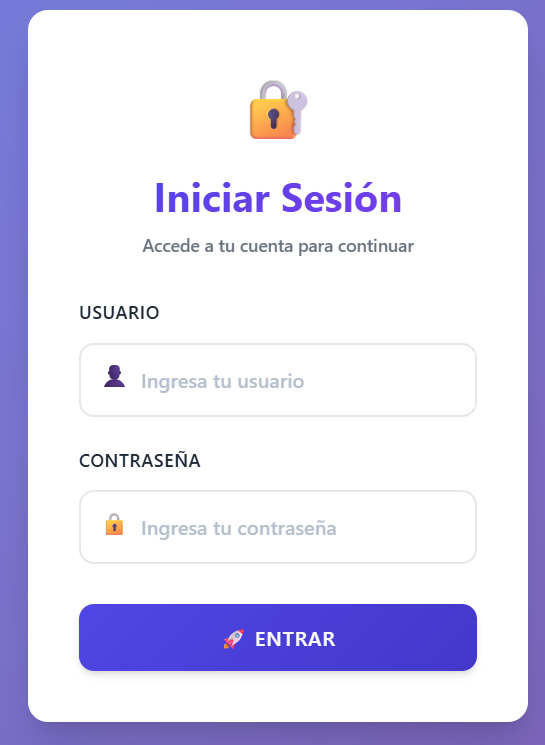 Iniciar Sesión
Accede a tu cuenta para continuar
USUARIO
Ingresa tu usuario
CONTRASEÑA
Ingresa tu contraseña
🚀 ENTRAR